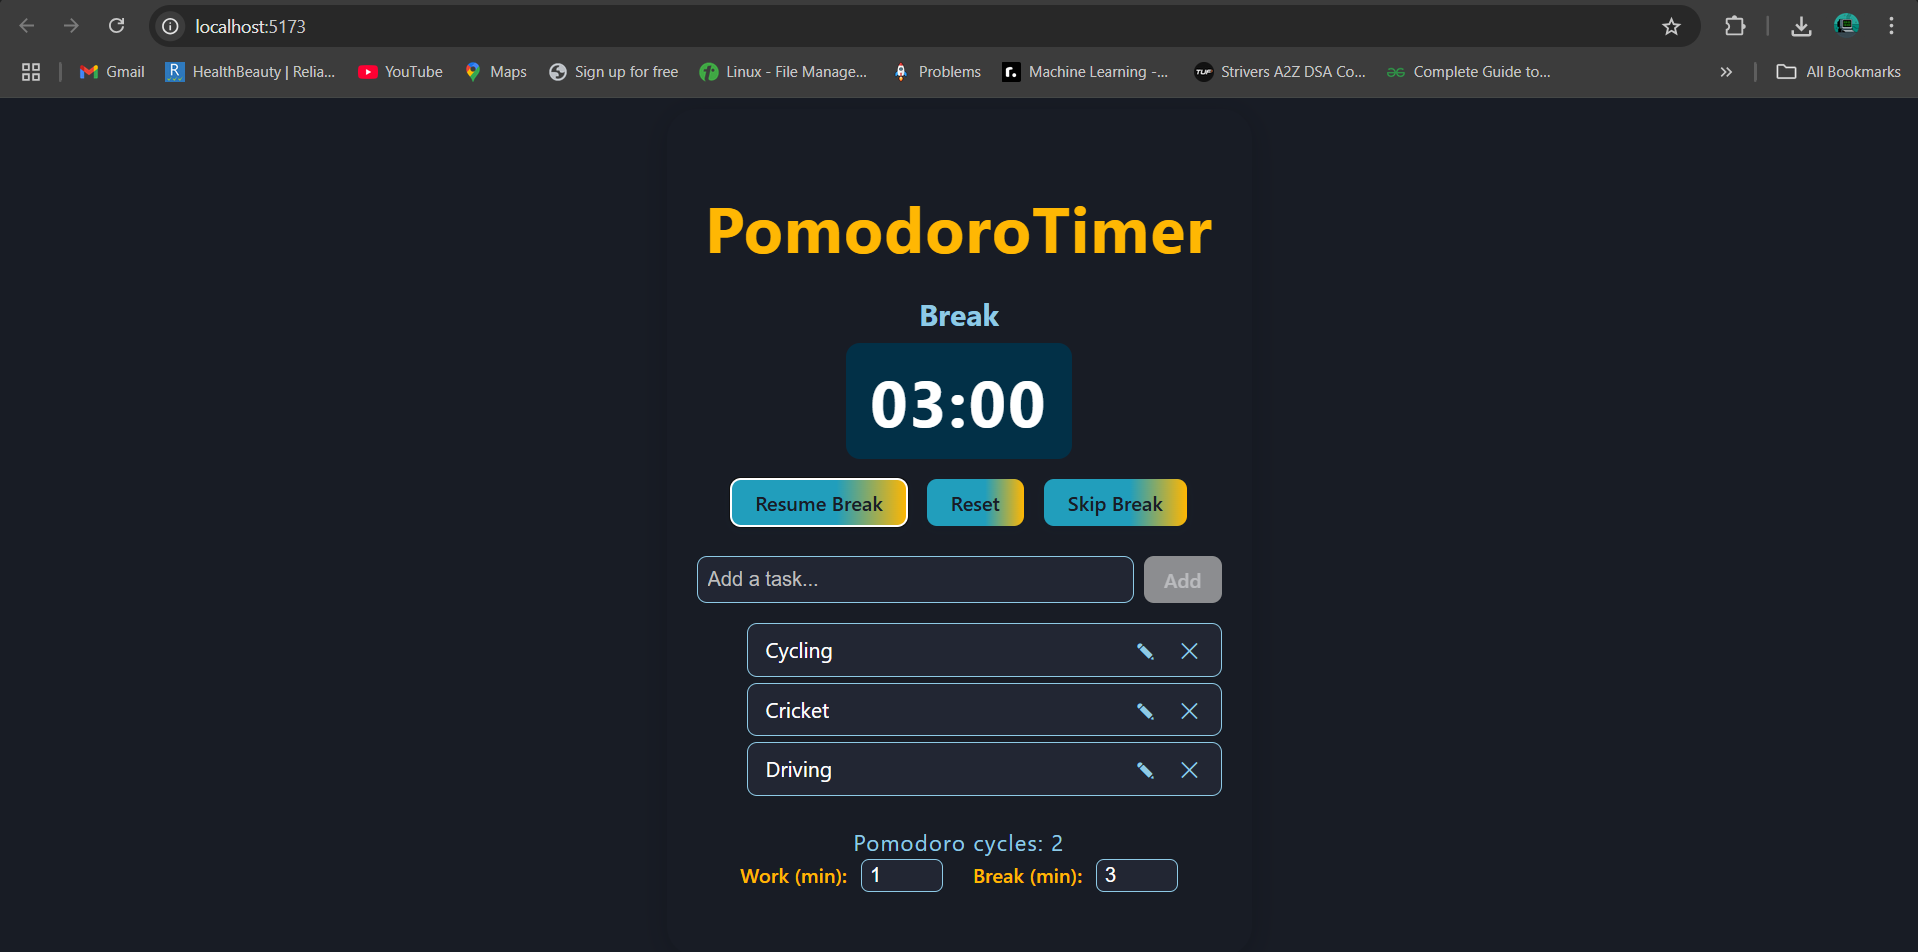 localhost:5173
Gmail HealthBeauty | Relia... YouTube Maps Sign up for free Linux - File Manage... Problems Machine Learning -... Strivers A2Z DSA Co... Complete Guide to... » All Bookmarks
PomodoroTimer
Break
03:00
Resume Break Reset Skip Break
Add a task... Add
Cycling
Cricket
Driving
Pomodoro cycles: 2
Work (min): 1 Break (min): 3